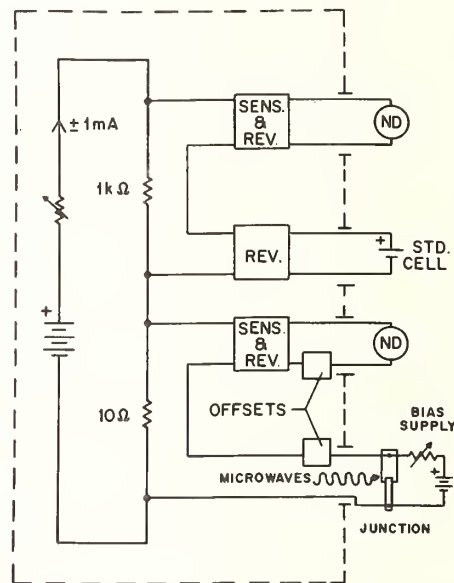 ±1mA
1kΩ
+
10Ω
SENS.
&
REV.
ND
REV.
+
STD.
CELL
SENS.
&
REV.
ND
OFFSETS
BIAS
SUPPLY
+
MICROWAVES
JUNCTION